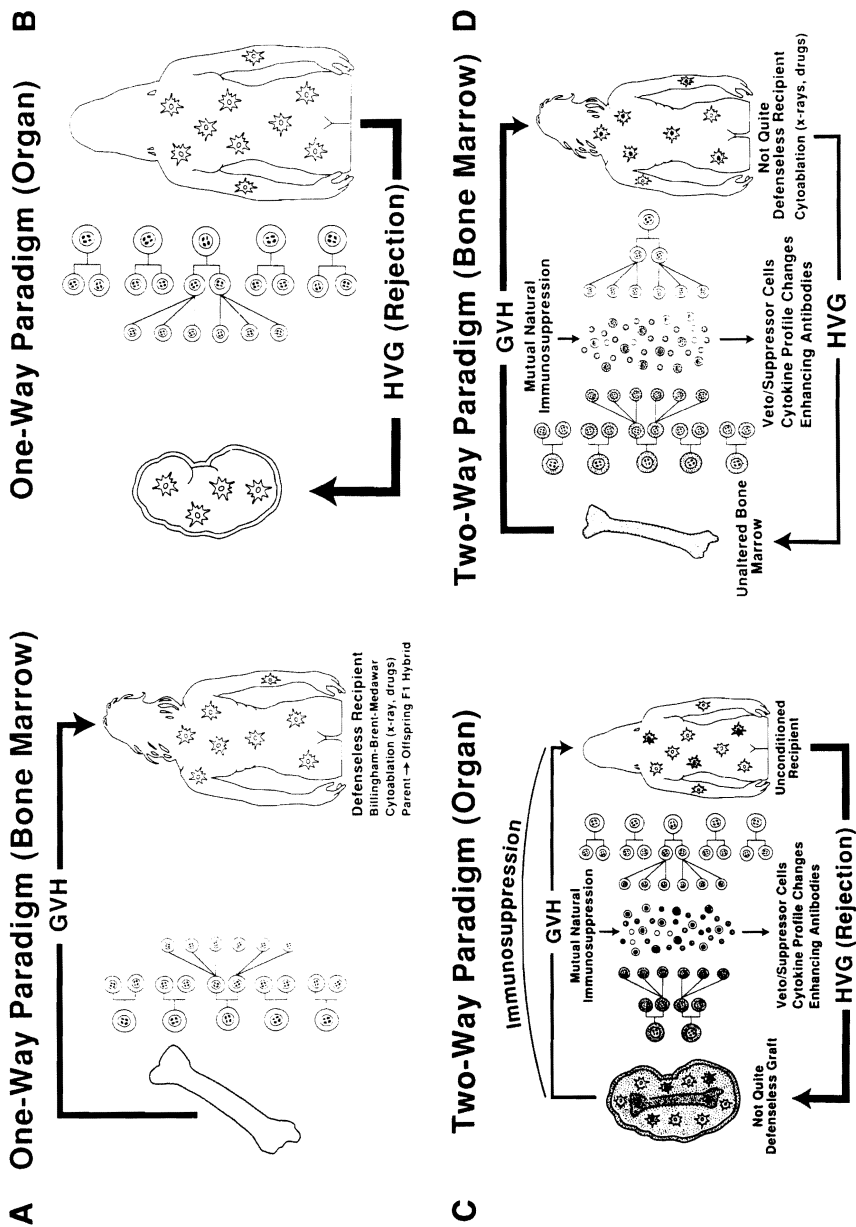 A One-Way Paradigm (Bone Marrow)
GVH
Defenseless Recipient
Billingham-Brent-Medawar
Cytoablation (x-ray, drugs)
Parent → Offspring F1 Hybrid
One-Way Paradigm (Organ) B
HVG (Rejection)
C Two-Way Paradigm (Organ)
Immunosuppression
GVH
Mutual Natural
Immunosuppression
Not Quite
Defenseless Graft
Veto/Suppressor Cells
Cytokine Profile Changes
Enhancing Antibodies
Unconditioned
Recipient
HVG (Rejection)
Two-Way Paradigm (Bone Marrow) D
GVH
Mutual Natural
Immunosuppression
Unaltered Bone
Marrow
Veto/Suppressor Cells
Cytokine Profile Changes
Enhancing Antibodies
Not Quite
Defenseless Recipient
Cytoablation (x-rays, drugs)
HVG